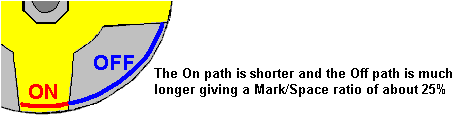 OFF
ON
The On path is shorter and the Off path is much
longer giving a Mark/Space ratio of about 25%